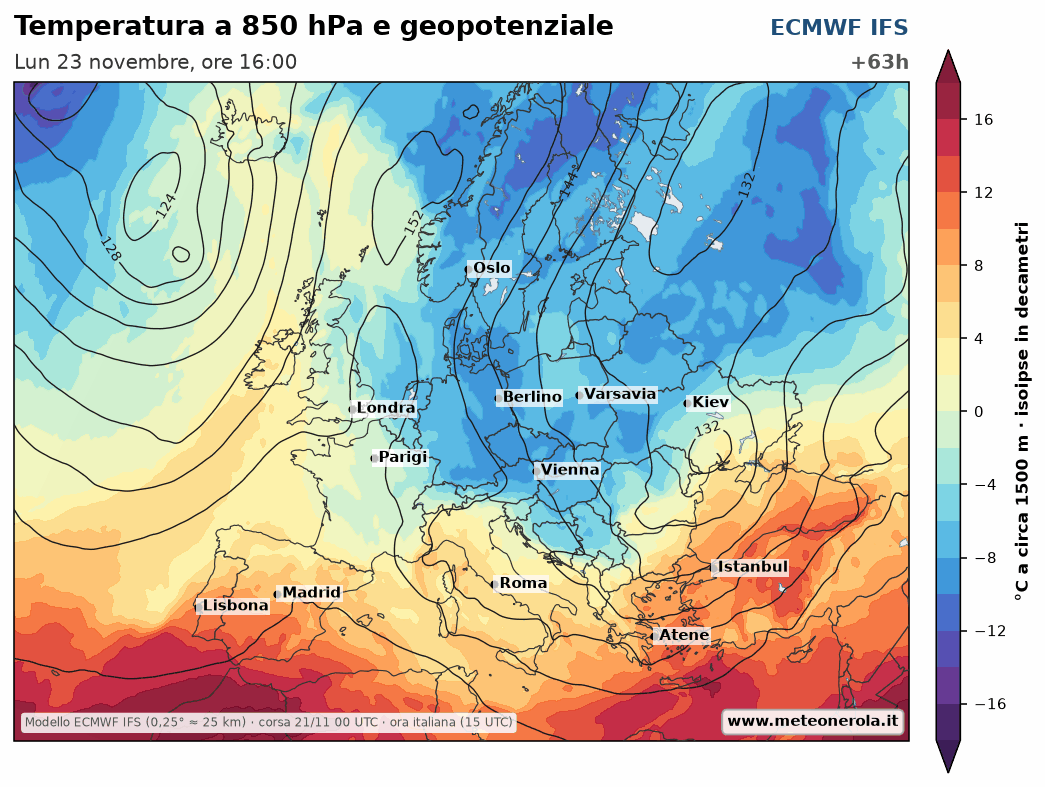 Temperatura a 850 hPa e geopotenziale
ECMWF IFS
Lun 23 novembre, ore 16:00
+63h
124
128
152
144
132
132
Oslo
Londra
Berlino
Varsavia
Kiev
Parigi
Vienna
Roma
Istanbul
Madrid
Lisbona
Atene
Modello ECMWF IFS (0,25° ≈ 25 km) · corsa 21/11 00 UTC · ora italiana (15 UTC)
www.meteonerola.it
16
12
8
4
0
−4
−8
−12
−16
°C a circa 1500 m · isoipse in decametri